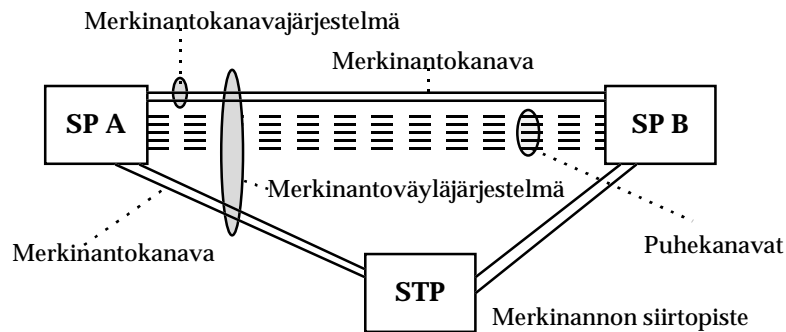 Merkinantokanavajärjestelmä
Merkinantokanava
SP A
SP B
Merkinantoväyläjärjestelmä
Merkinantokanava
Puhekanavat
STP
Merkinannon siirtopiste